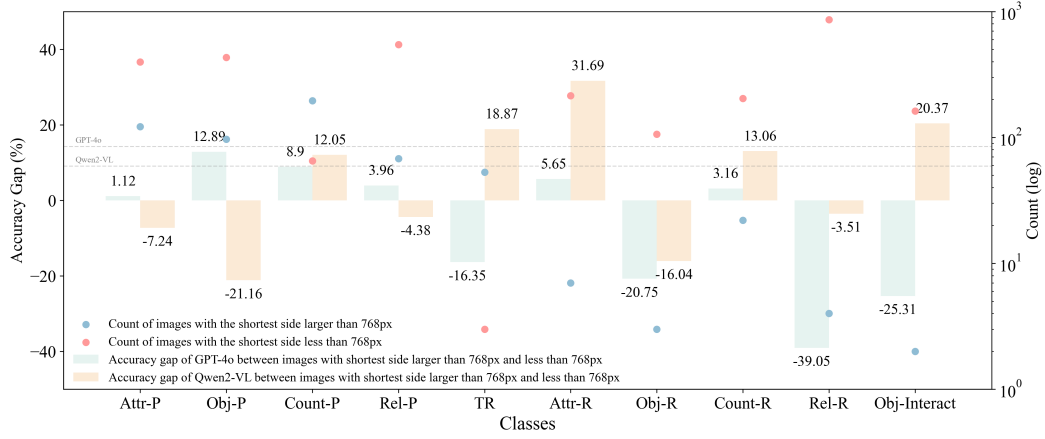 Accuracy Gap (%)
40
20
0
−20
−40
10^3
10^2
10^1
10^0
Count (log)
GPT-4o
Qwen2-VL
1.12
-7.24
12.89
-21.16
8.9
12.05
3.96
-4.38
-16.35
18.87
5.65
31.69
-20.75
-16.04
3.16
13.06
-39.05
-3.51
-25.31
20.37
Count of images with the shortest side larger than 768px
Count of images with the shortest side less than 768px
Accuracy gap of GPT-4o between images with shortest side larger than 768px and less than 768px
Accuracy gap of Qwen2-VL between images with shortest side larger than 768px and less than 768px
Attr-P Obj-P Count-P Rel-P TR Attr-R Obj-R Count-R Rel-R Obj-Interact
Classes